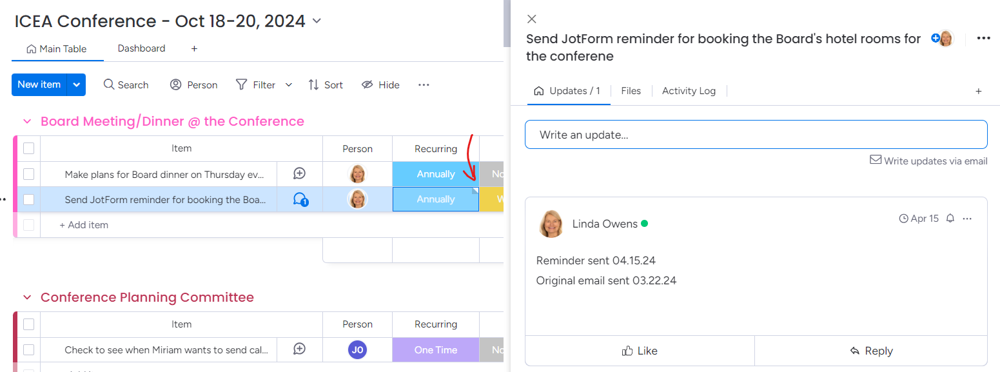 ICEA Conference - Oct 18-20, 2024
Main Table
Dashboard
+
New item
Search
Person
Filter
Sort
Hide
Board Meeting/Dinner @ the Conference
Item
Person
Recurring
Make plans for Board dinner on Thursday ev...
Annually
No
Send JotForm reminder for booking the Boa...
1
Annually
W
+ Add item
Conference Planning Committee
Item
Person
Recurring
Check to see when Miriam wants to send cal...
JO
One Time
No
Send JotForm reminder for booking the Board's hotel rooms for
the conferene
Updates / 1
Files
Activity Log
+
Write an update...
Write updates via email
Linda Owens
Apr 15
Reminder sent 04.15.24
Original email sent 03.22.24
Like
Reply